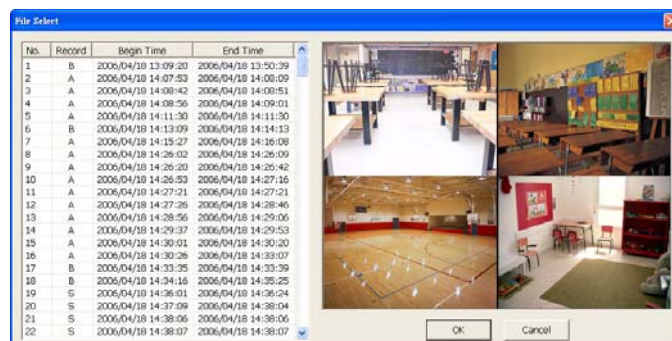 File Select
No. Record Begin Time End Time
1 B 2006/04/18 13:09:20 2006/04/18 13:50:39
2 A 2006/04/18 14:07:53 2006/04/18 14:08:09
3 A 2006/04/18 14:08:42 2006/04/18 14:08:51
4 A 2006/04/18 14:08:56 2006/04/18 14:09:01
5 A 2006/04/18 14:11:30 2006/04/18 14:11:30
6 B 2006/04/18 14:13:09 2006/04/18 14:14:13
7 A 2006/04/18 14:15:27 2006/04/18 14:16:08
8 A 2006/04/18 14:26:02 2006/04/18 14:26:09
9 A 2006/04/18 14:26:20 2006/04/18 14:26:42
10 A 2006/04/18 14:26:53 2006/04/18 14:27:16
11 A 2006/04/18 14:27:21 2006/04/18 14:27:21
12 A 2006/04/18 14:27:26 2006/04/18 14:28:46
13 A 2006/04/18 14:28:56 2006/04/18 14:29:06
14 A 2006/04/18 14:29:37 2006/04/18 14:29:53
15 A 2006/04/18 14:30:01 2006/04/18 14:30:20
16 A 2006/04/18 14:30:26 2006/04/18 14:33:07
17 B 2006/04/18 14:33:35 2006/04/18 14:33:39
18 B 2006/04/18 14:34:16 2006/04/18 14:35:25
19 S 2006/04/18 14:36:01 2006/04/18 14:36:24
20 S 2006/04/18 14:37:09 2006/04/18 14:38:04
21 S 2006/04/18 14:38:06 2006/04/18 14:38:06
22 S 2006/04/18 14:38:07 2006/04/18 14:38:07
OK Cancel